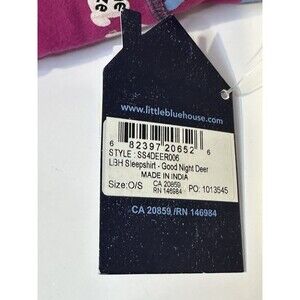 www.littlebluehouse.com
6 82397 20652 6
STYLE : SS4DEER006
LBH Sleepshirt - Good Night Deer
MADE IN INDIA
Size:O/S CA 20859 PO: 1013545
RN 146984
CA 20859 /RN 146984